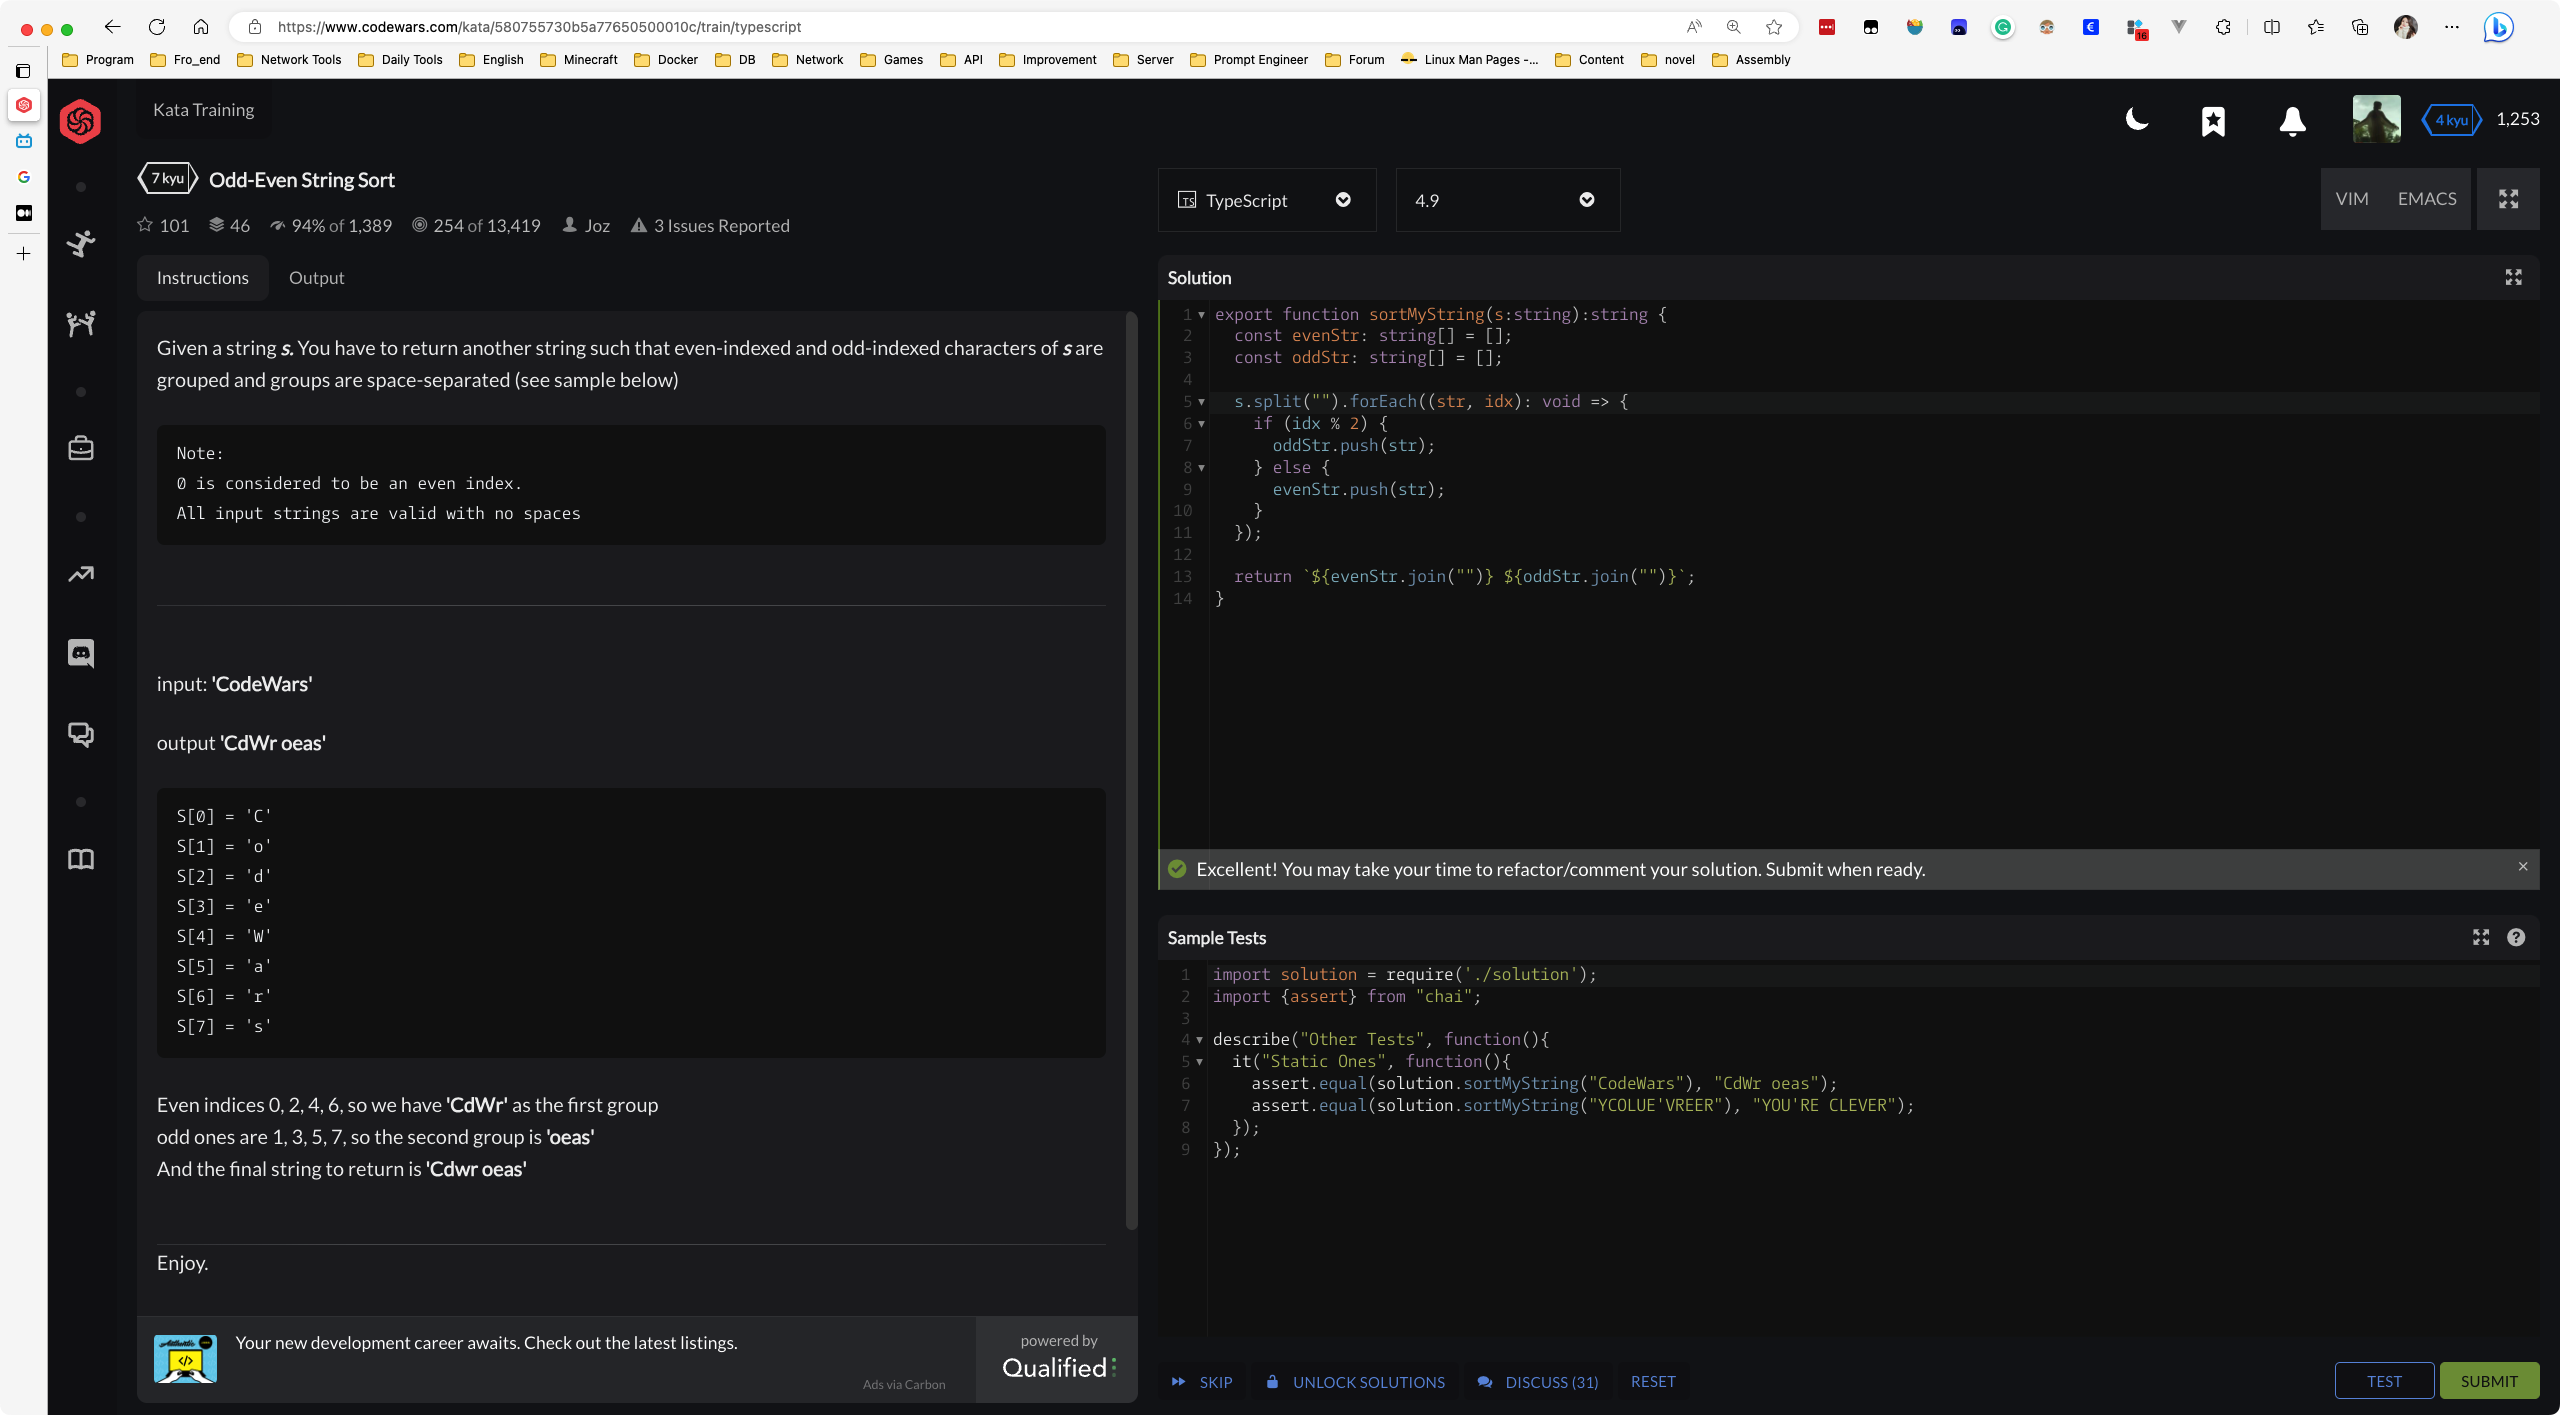 https://www.codewars.com/kata/580755730b5a77650500010c/train/typescript
Program Fro_end Network Tools Daily Tools English Minecraft Docker DB Network Games API Improvement Server Prompt Engineer Forum Linux Man Pages -... Content novel Assembly
Kata Training
4 kyu 1,253
7 kyu Odd-Even String Sort
101 46 94% of 1,389 254 of 13,419 Joz 3 Issues Reported
TypeScript 4.9 VIM EMACS
Instructions Output
Given a string s. You have to return another string such that even-indexed and odd-indexed characters of s are
grouped and groups are space-separated (see sample below)
Note:
0 is considered to be an even index.
All input strings are valid with no spaces
input: 'CodeWars'
output 'CdWr oeas'
S[0] = 'C'
S[1] = 'o'
S[2] = 'd'
S[3] = 'e'
S[4] = 'W'
S[5] = 'a'
S[6] = 'r'
S[7] = 's'
Even indices 0, 2, 4, 6, so we have 'CdWr' as the first group
odd ones are 1, 3, 5, 7, so the second group is 'oeas'
And the final string to return is 'Cdwr oeas'
Enjoy.
Your new development career awaits. Check out the latest listings.
Ads via Carbon
powered by
Qualified
Solution
1 export function sortMyString(s:string):string {
2 const evenStr: string[] = [];
3 const oddStr: string[] = [];
4
5 s.split("").forEach((str, idx): void => {
6 if (idx % 2) {
7 oddStr.push(str);
8 } else {
9 evenStr.push(str);
10 }
11 });
12
13 return `${evenStr.join("")} ${oddStr.join("")}`;
14 }
Excellent! You may take your time to refactor/comment your solution. Submit when ready.
Sample Tests
1 import solution = require('./solution');
2 import {assert} from "chai";
3
4 describe("Other Tests", function(){
5 it("Static Ones", function(){
6 assert.equal(solution.sortMyString("CodeWars"), "CdWr oeas");
7 assert.equal(solution.sortMyString("YCOLUE'VREER"), "YOU'RE CLEVER");
8 });
9 });
SKIP UNLOCK SOLUTIONS DISCUSS (31) RESET TEST SUBMIT